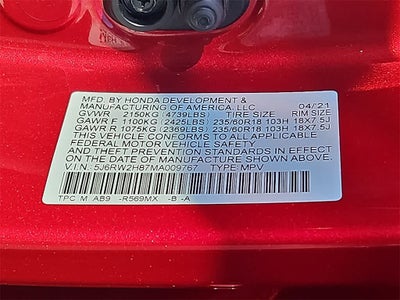 MFD. BY HONDA DEVELOPMENT &
MANUFACTURING OF AMERICA, LLC 04/21
GVWR 2150KG (4739LBS) TIRE SIZE RIM SIZE
GAWR F 1100KG (2425LBS) 235/60R18 103H 18X7.5J
GAWR R 1075KG (2369LBS) 235/60R18 103H 18X7.5J
THIS VEHICLE CONFORMS TO ALL APPLICABLE
FEDERAL MOTOR VEHICLE SAFETY
AND THEFT PREVENTION STANDARDS IN EFFECT
ON THE DATE OF MANUFACTURE SHOWN ABOVE.
V.I.N: 5J6RW2H87MA009767 TYPE: MPV
TPC M AB9 -R569MX -B -A